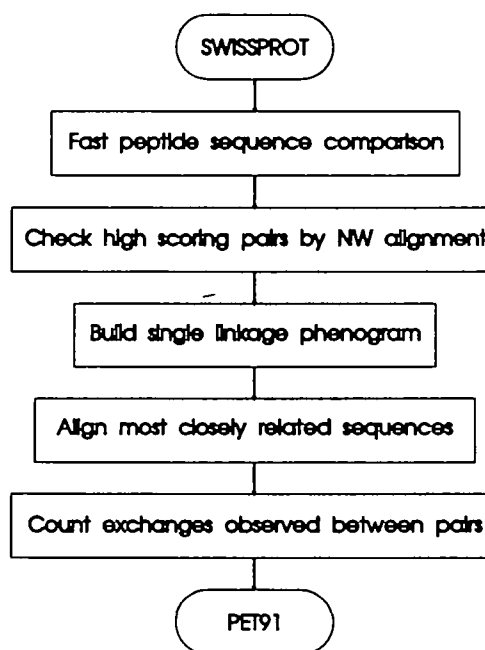 SWISSPROT
Fast peptide sequence comparison
Check high scoring pairs by NW alignment
Build single linkage phenogram
Align most closely related sequences
Count exchanges observed between pairs
PET91